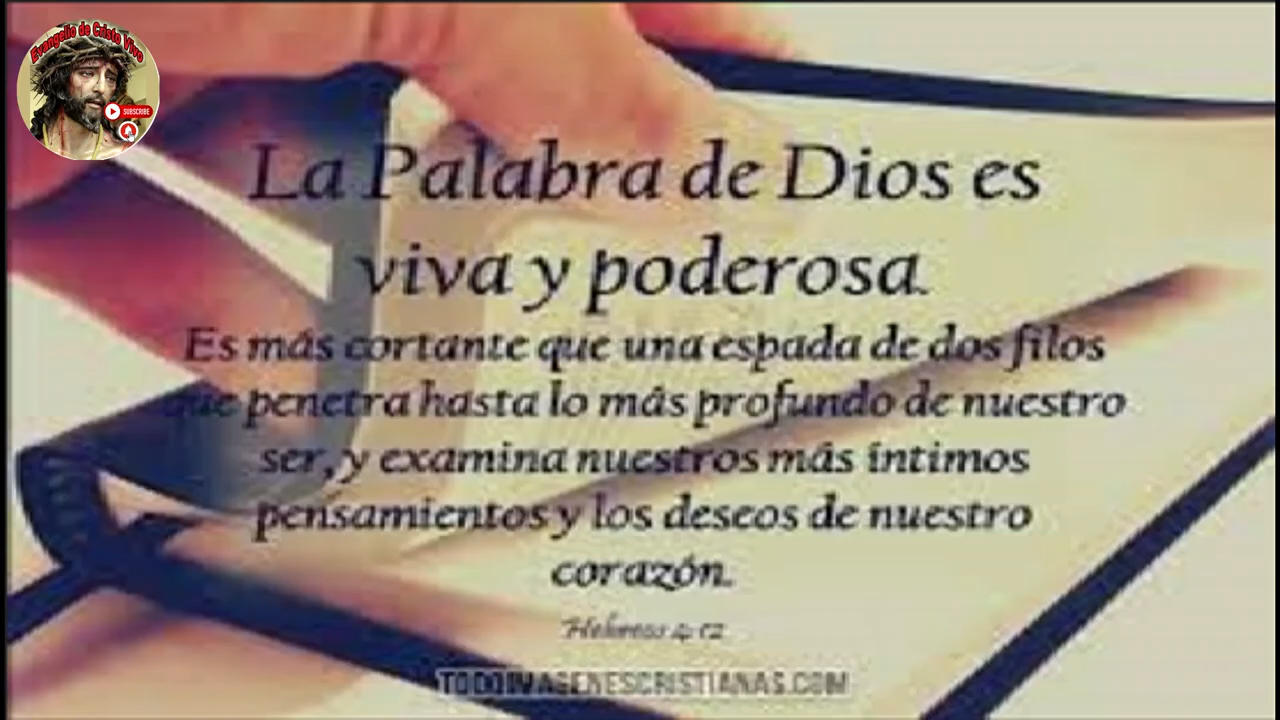 Evangelio de Cristo Vivo
SUBSCRIBE
La Palabra de Dios es
viva y poderosa.
Es más cortante que una espada de dos filos
que penetra hasta lo más profundo de nuestro
ser, y examina nuestros más íntimos
pensamientos y los deseos de nuestro
corazón.
Hebreos 4:12
TODOIMAGENESCRISTIANAS.COM